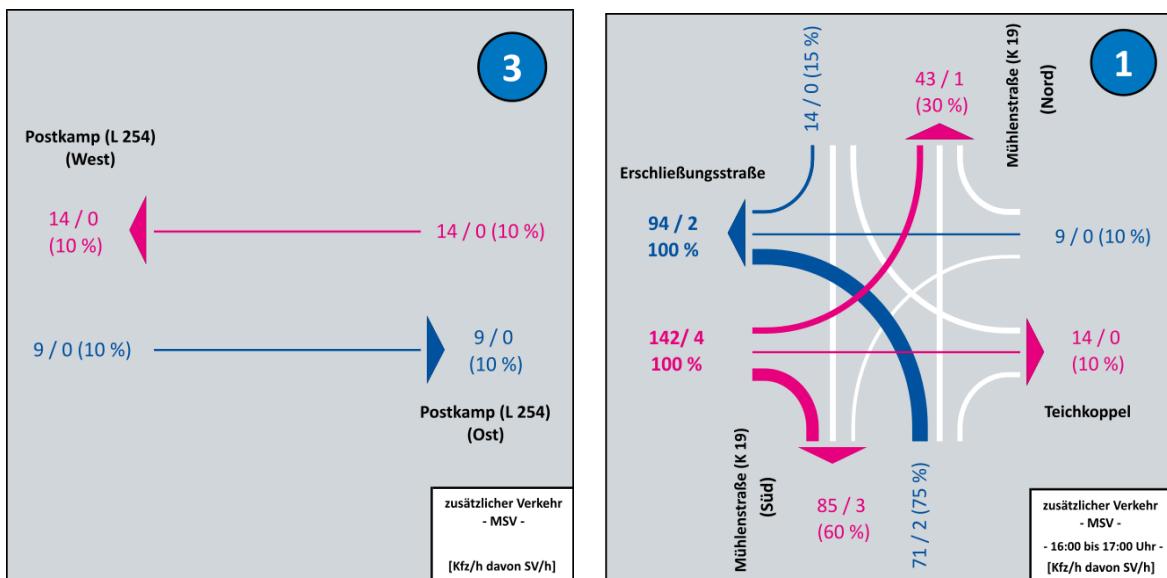 3
Postkamp (L 254)
(West)
14 / 0
(10 %)
14 / 0 (10 %)
9 / 0 (10 %)
9 / 0
(10 %)
Postkamp (L 254)
(Ost)
zusätzlicher Verkehr
- MSV -
[Kfz/h davon SV/h]
1
14 / 0 (15 %)
43 / 1
(30 %)
Mühlenstraße (K 19)
(Nord)
Erschließungsstraße
94 / 2
100 %
9 / 0 (10 %)
142/ 4
100 %
14 / 0
(10 %)
Teichkoppel
Mühlenstraße (K 19)
(Süd)
85 / 3
(60 %)
71 / 2 (75 %)
zusätzlicher Verkehr
- MSV -
- 16:00 bis 17:00 Uhr -
[Kfz/h davon SV/h]